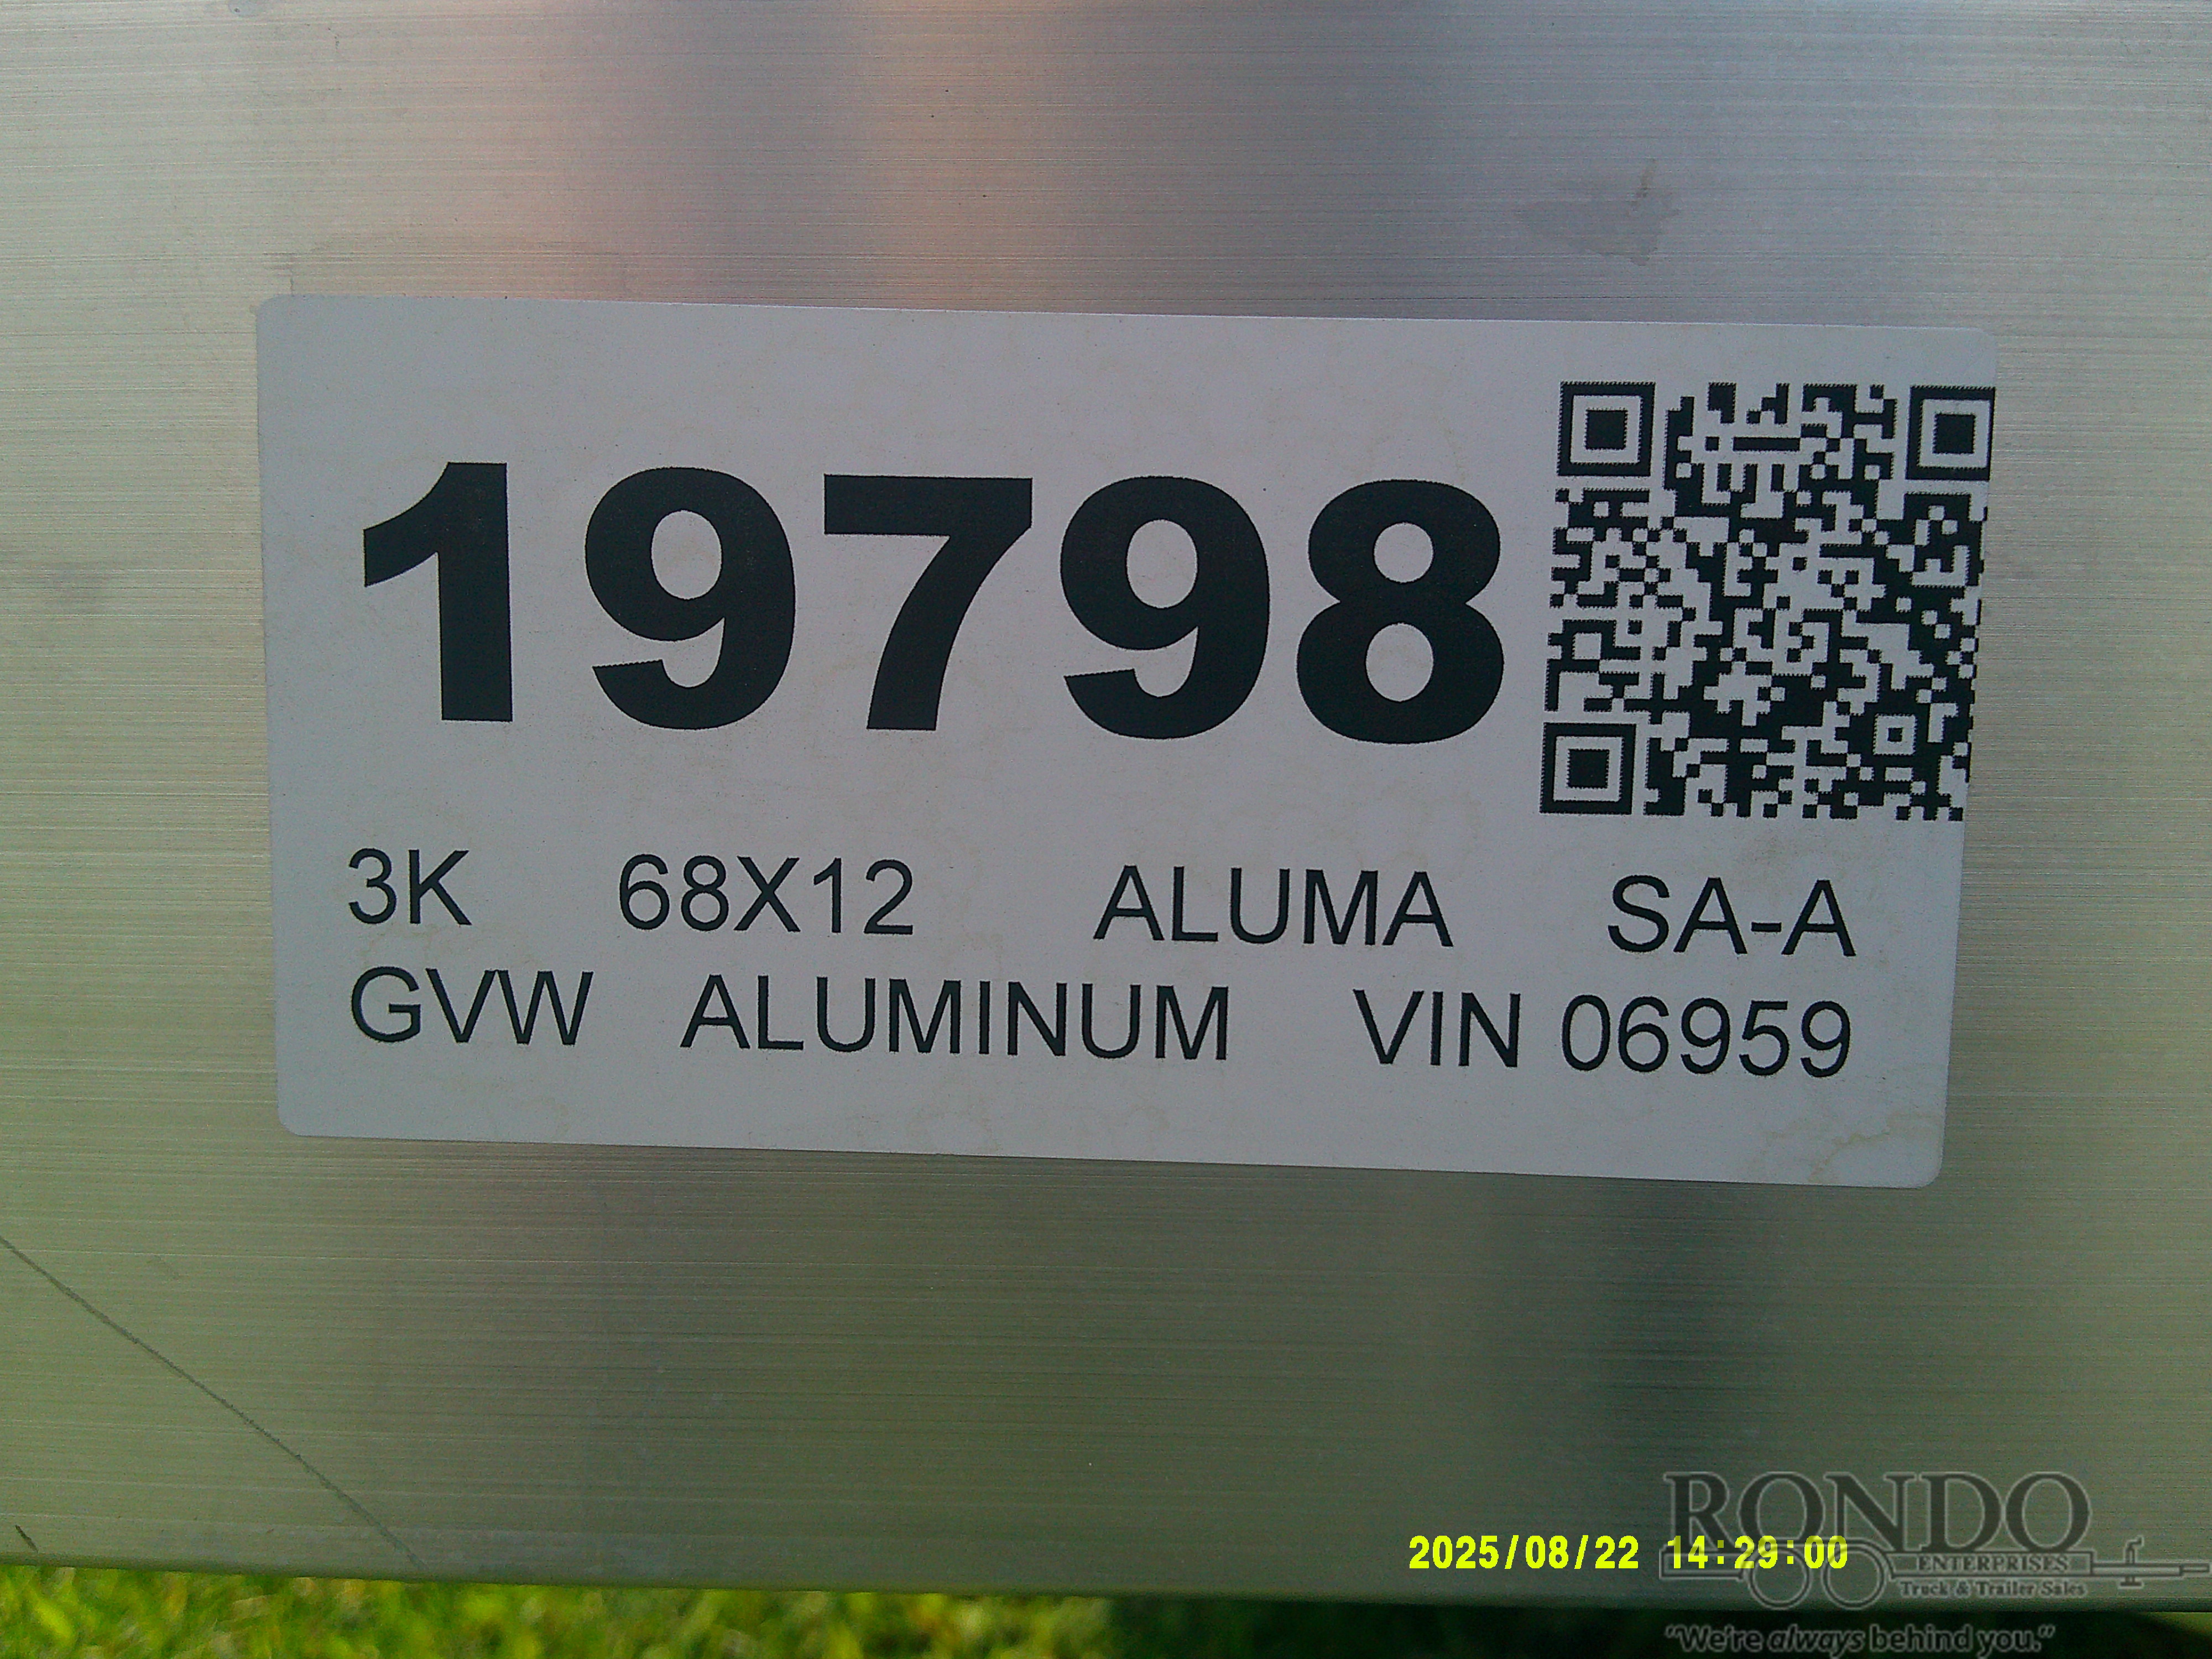 19798
3K 68X12 ALUMA SA-A
GVW ALUMINUM VIN 06959
2025/08/22 14:29:00
RONDO
ENTERPRISES
Truck & Trailer Sales
"We're always behind you."